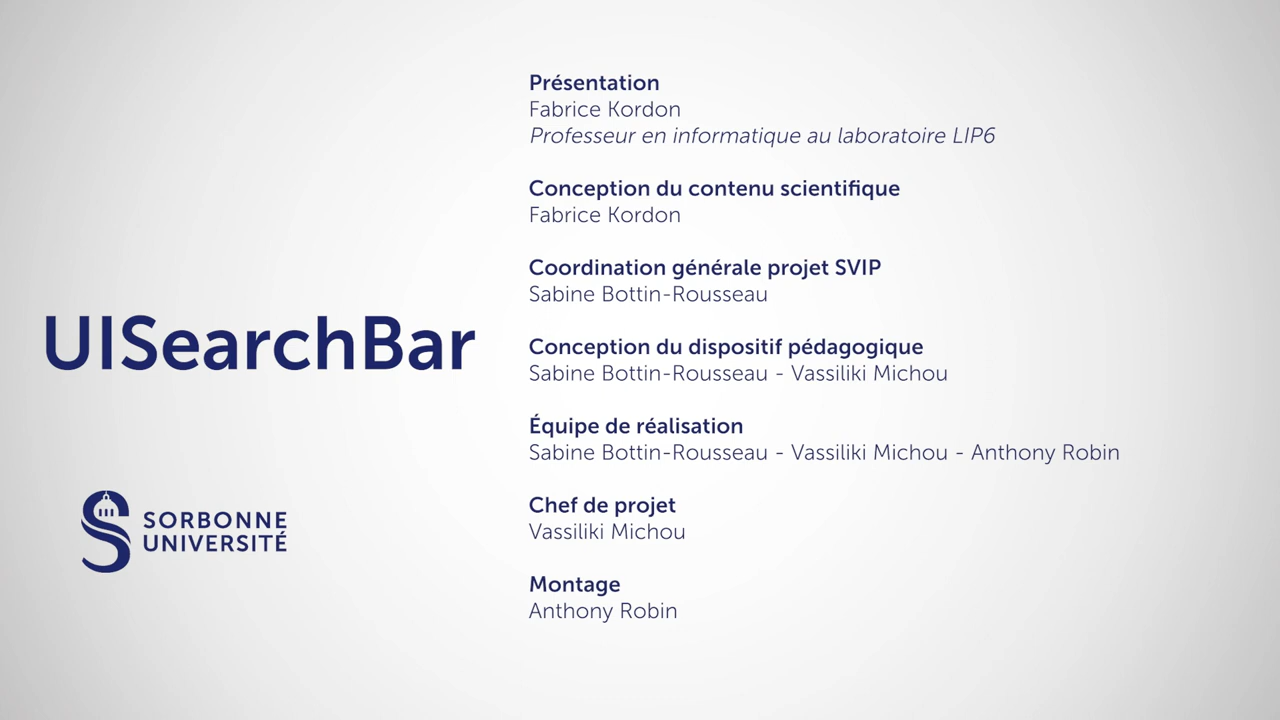 UISearchBar
SORBONNE
UNIVERSITÉ
Présentation
Fabrice Kordon
Professeur en informatique au laboratoire LIP6
Conception du contenu scientifique
Fabrice Kordon
Coordination générale projet SVIP
Sabine Bottin-Rousseau
Conception du dispositif pédagogique
Sabine Bottin-Rousseau - Vassiliki Michou
Équipe de réalisation
Sabine Bottin-Rousseau - Vassiliki Michou - Anthony Robin
Chef de projet
Vassiliki Michou
Montage
Anthony Robin